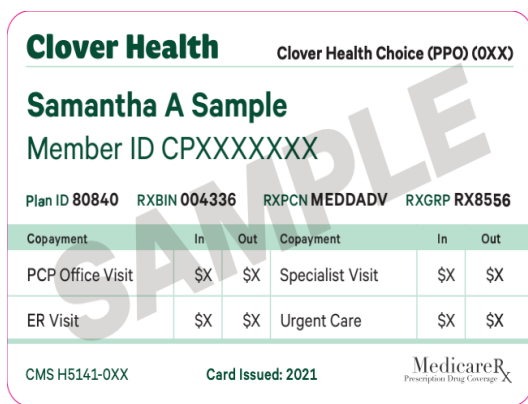 Clover Health
Clover Health Choice (PPO) (0XX)
Samantha A Sample
Member ID CPXXXXXXX
Plan ID 80840 RXBIN 004336 RXPCN MEDDADV RXGRP RX8556
Copayment In Out Copayment In Out
PCP Office Visit $X $X Specialist Visit $X $X
ER Visit $X $X Urgent Care $X $X
CMS H5141-0XX Card Issued: 2021 MedicareRx
Prescription Drug Coverage
SAMPLE